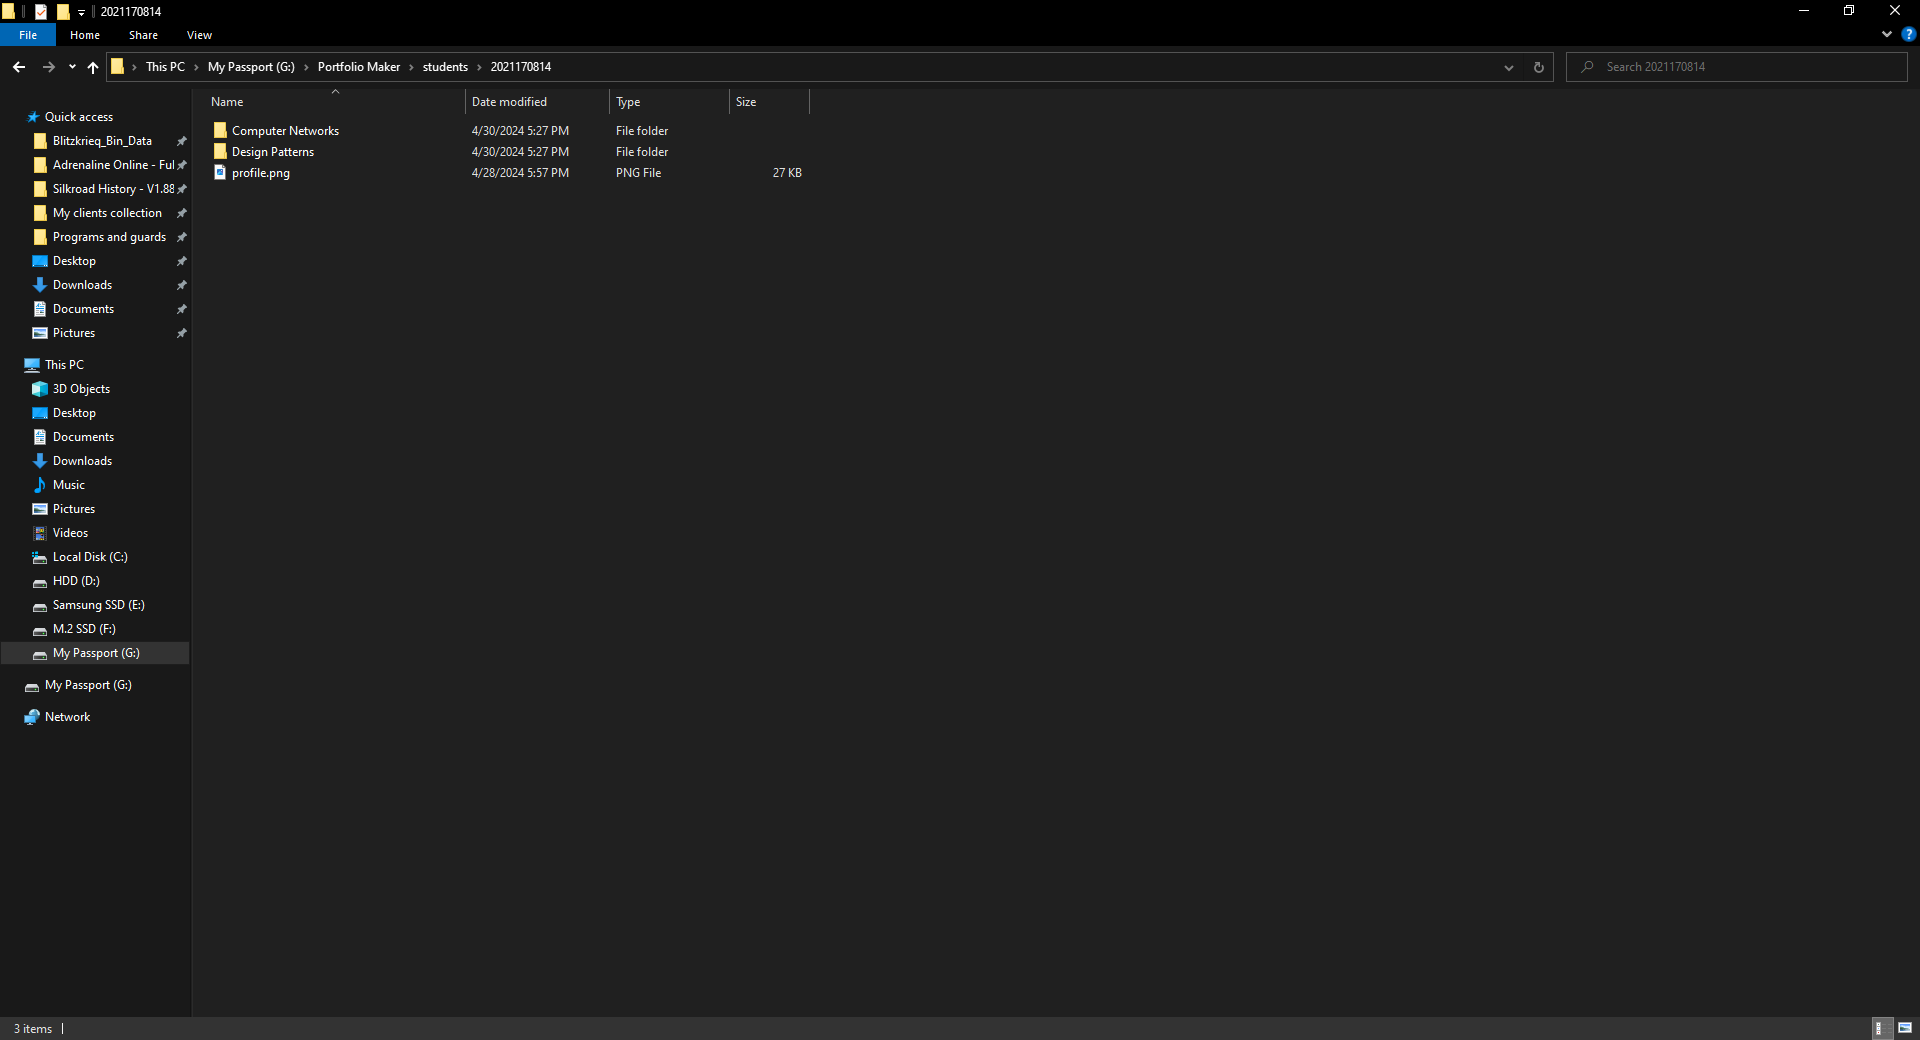 2021170814
File Home Share View
This PC My Passport (G:) Portfolio Maker students 2021170814
Search 2021170814
Name Date modified Type Size
Computer Networks 4/30/2024 5:27 PM File folder
Design Patterns 4/30/2024 5:27 PM File folder
profile.png 4/28/2024 5:57 PM PNG File 27 KB
Quick access
Blitzkrieq_Bin_Data
Adrenaline Online - Ful
Silkroad History - V1.88
My clients collection
Programs and guards
Desktop
Downloads
Documents
Pictures
This PC
3D Objects
Desktop
Documents
Downloads
Music
Pictures
Videos
Local Disk (C:)
HDD (D:)
Samsung SSD (E:)
M.2 SSD (F:)
My Passport (G:)
My Passport (G:)
Network
3 items